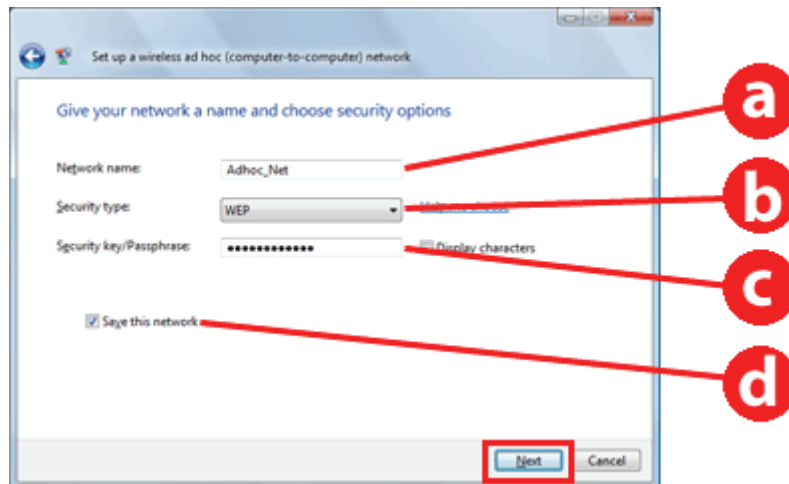 Set up a wireless ad hoc (computer-to-computer) network
Give your network a name and choose security options
a
Network name: Adhoc_Net
b
Security type: WEP
Security key/Passphrase: •••••••••••• Display characters
c
Save this network
d
Next Cancel